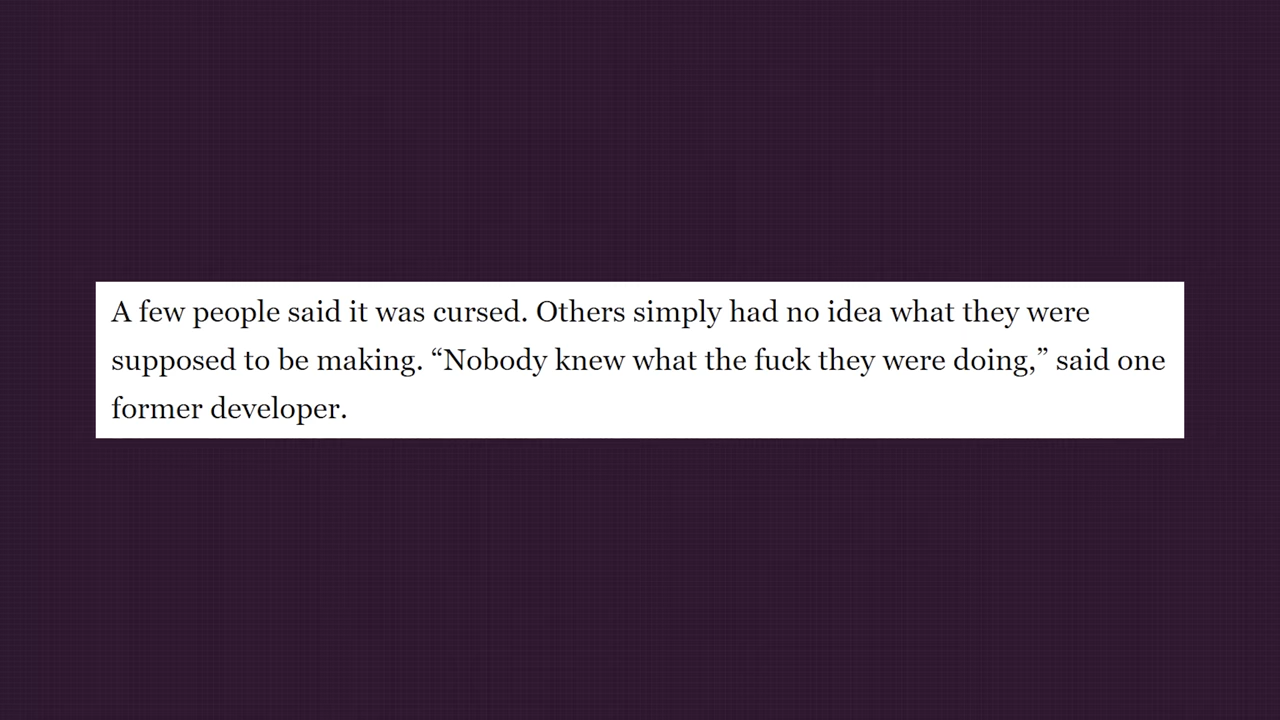 A few people said it was cursed. Others simply had no idea what they were
supposed to be making. “Nobody knew what the fuck they were doing,” said one
former developer.